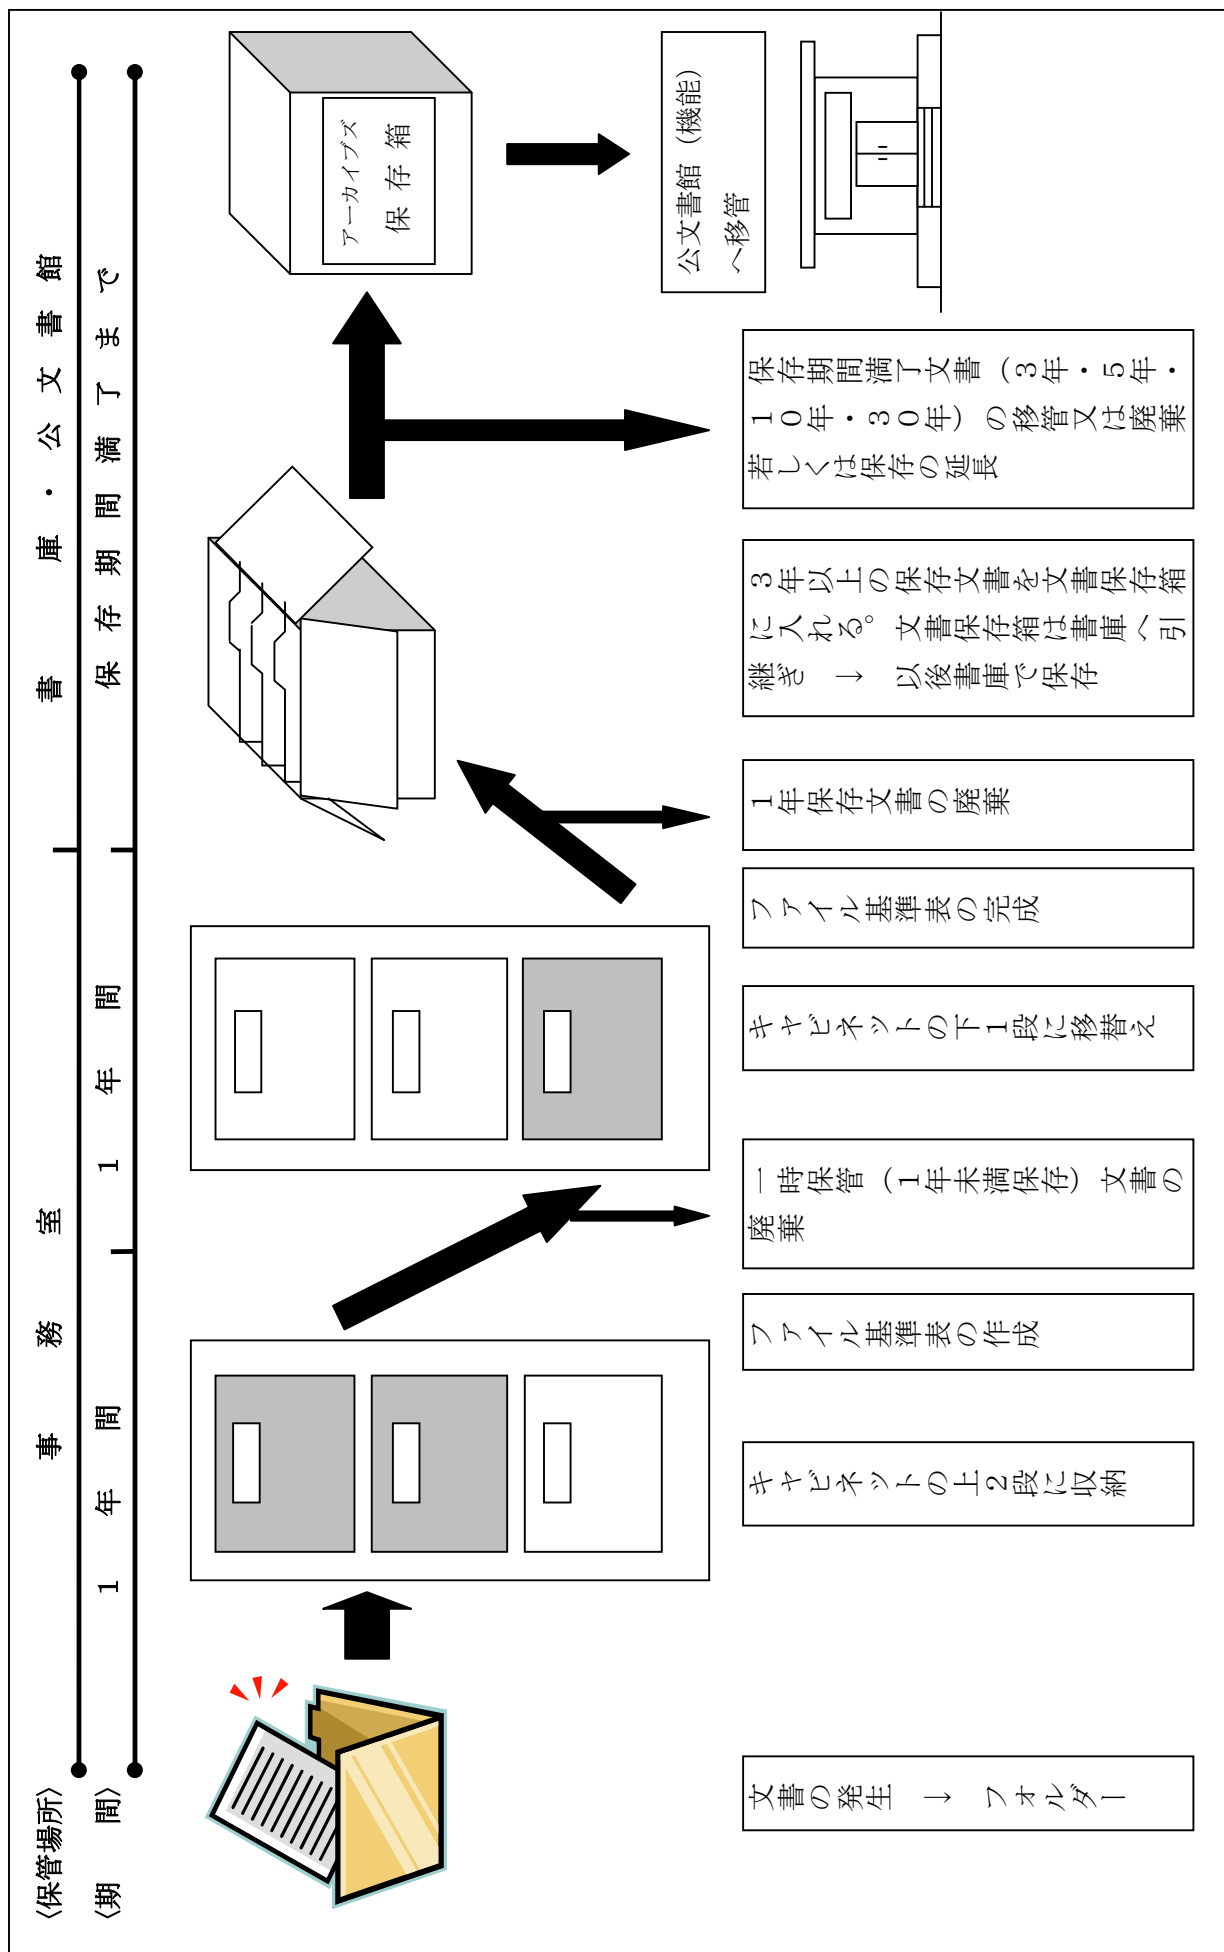 〈保管場所〉 事務室 書庫・公文書館
〈期間〉 1年間 1年間 保存期間満了まで
アーカイブズ
保存箱
文書の発生 → フォルダー
キャビネットの上2段に収納
ファイル基準表の作成
一時保管（1年未満保存）文書の
廃棄
キャビネットの下1段に移替え
ファイル基準表の完成
1年保存文書の廃棄
3年以上の保存文書を文書保存箱
に入れる。文書保存箱は書庫へ引
継ぎ → 以後書庫で保存
保存期間満了文書（3年・5年・
10年・30年）の移管又は廃棄
若しくは保存の延長
公文書館（機能）
へ移管